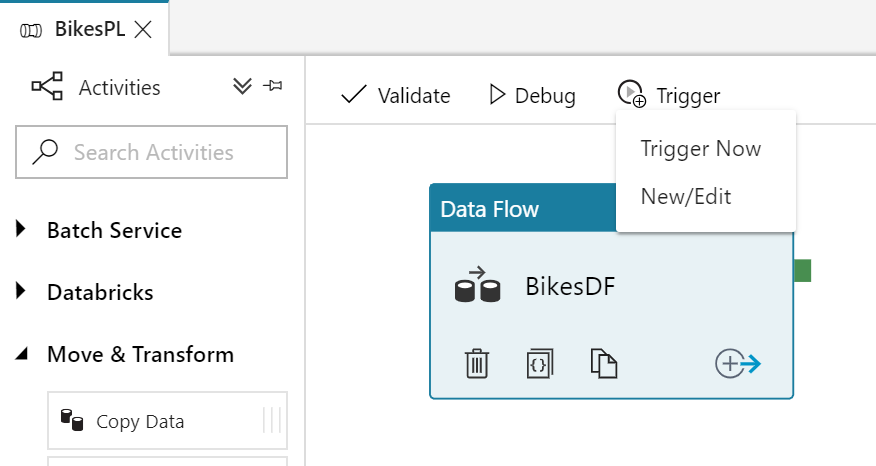 BikesPL
Activities
Search Activities
Batch Service
Databricks
Move & Transform
Copy Data
Validate
Debug
Trigger
Trigger Now
New/Edit
Data Flow
BikesDF